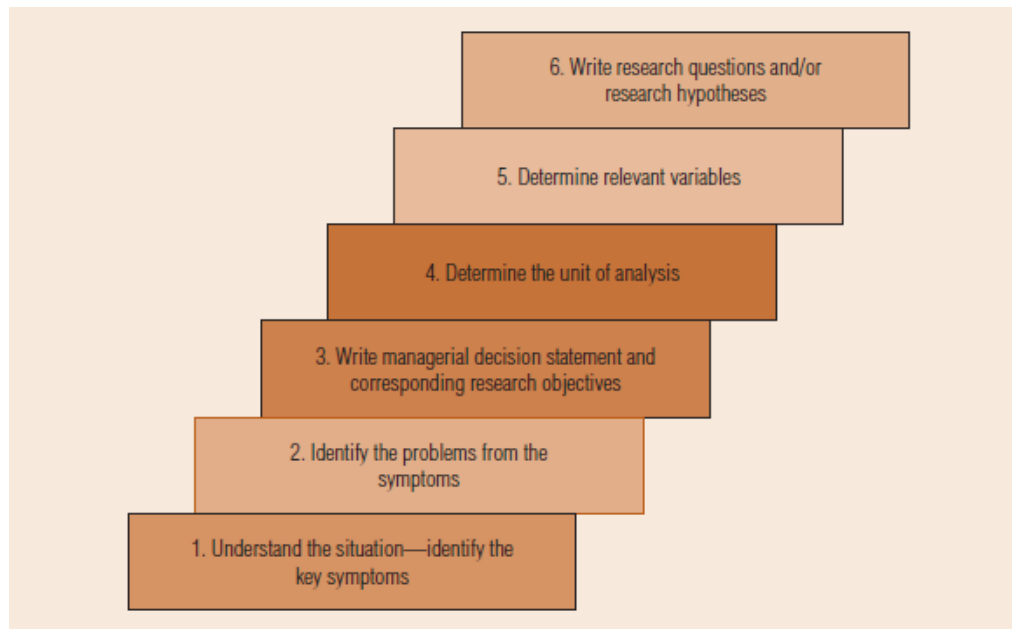 6. Write research questions and/or
research hypotheses
5. Determine relevant variables
4. Determine the unit of analysis
3. Write managerial decision statement and
corresponding research objectives
2. Identify the problems from the
symptoms
1. Understand the situation—identify the
key symptoms